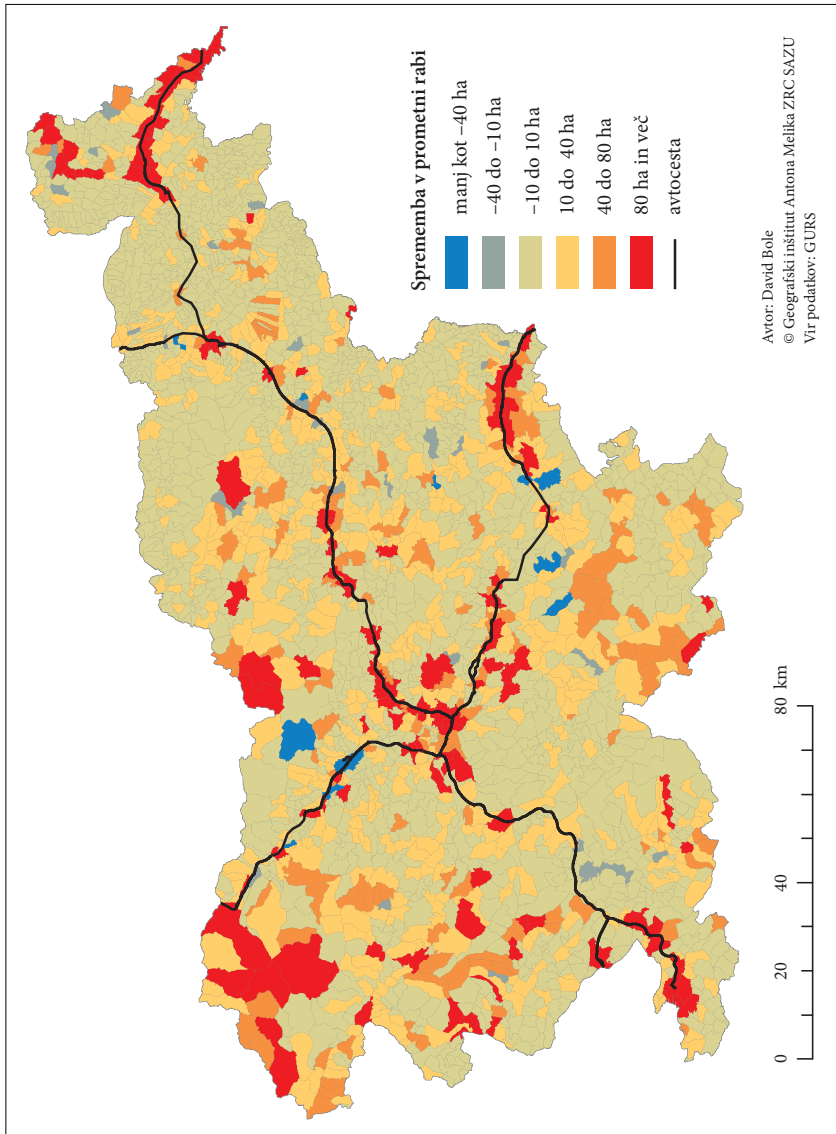 Sprememba v prometni rabi
manj kot –40 ha
–40 do –10 ha
–10 do 10 ha
10 do 40 ha
40 do 80 ha
80 ha in več
avtocesta
Avtor: David Bole
© Geografski inštitut Antona Melika ZRC SAZU
Vir podatkov: GURS
0 20 40 80 km